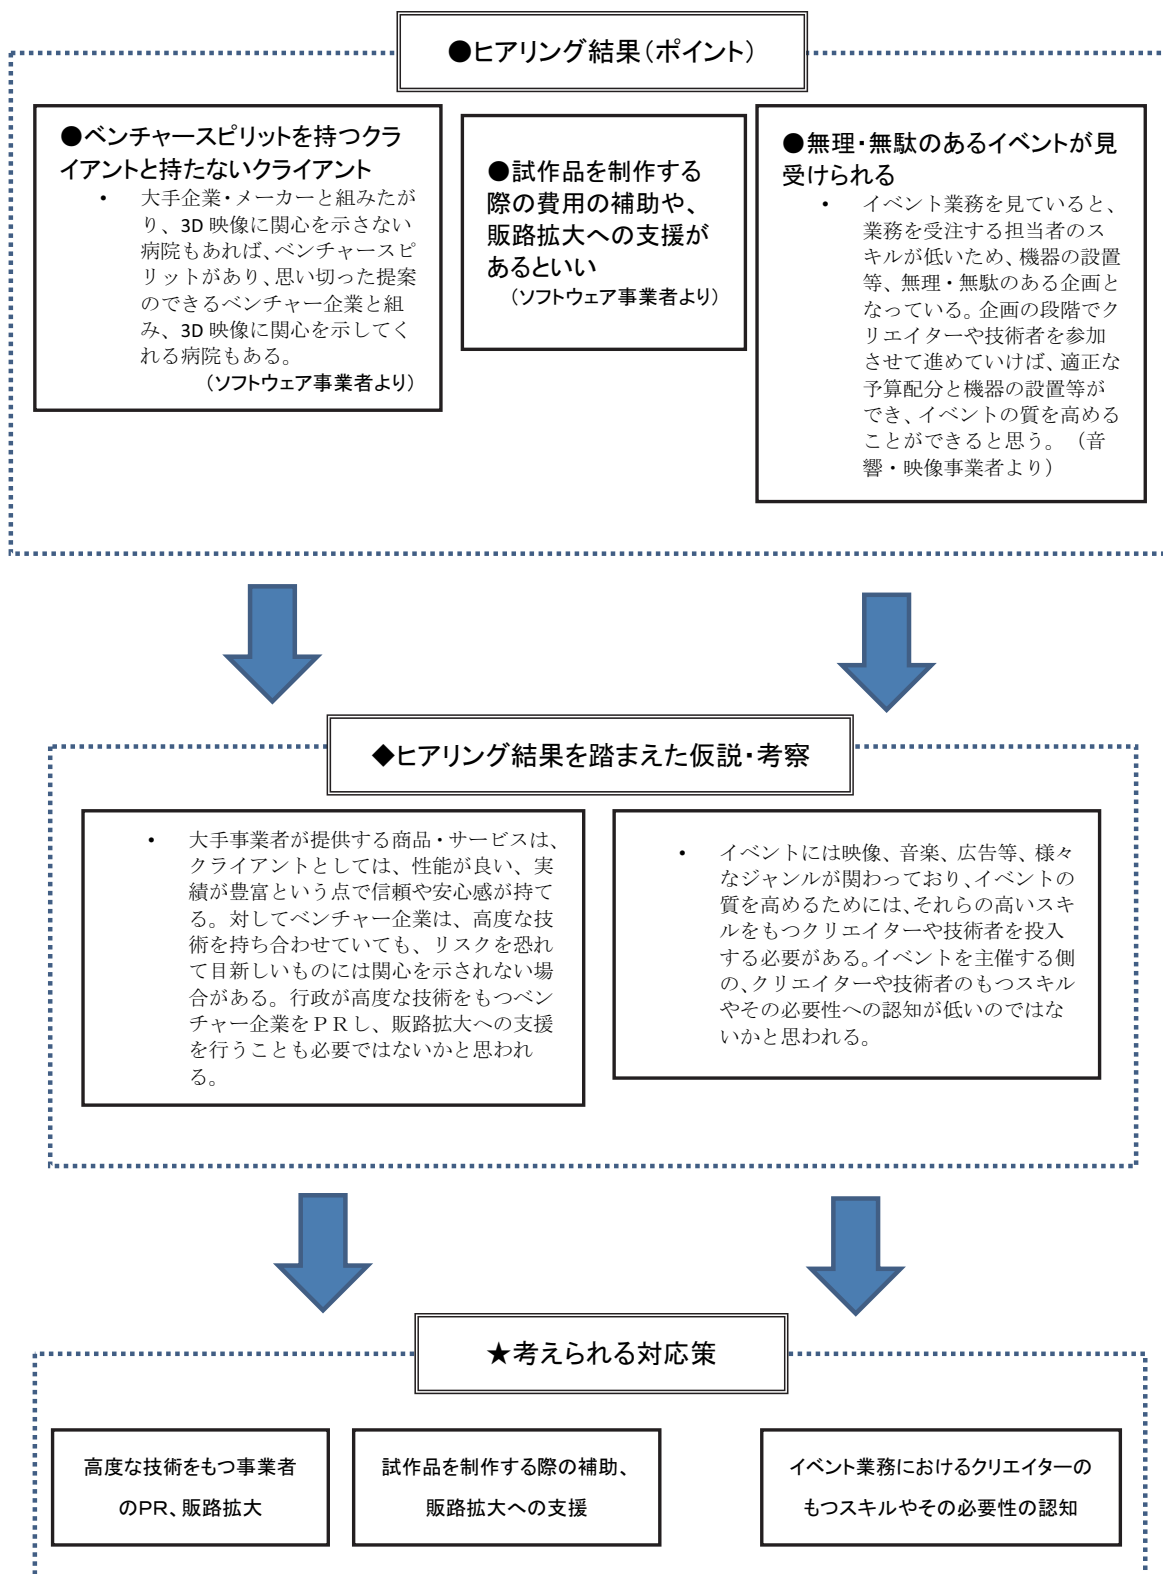 ●ヒアリング結果(ポイント)
●ベンチャースピリットを持つクラ
イアントと持たないクライアント
• 大手企業・メーカーと組みたが
り、3D 映像に関心を示さない
病院もあれば、ベンチャースピ
リットがあり、思い切った提案
のできるベンチャー企業と組
み、3D 映像に関心を示してく
れる病院もある。
(ソフトウェア事業者より)
●試作品を制作する
際の費用の補助や、
販路拡大への支援が
あるといい
(ソフトウェア事業者より)
●無理・無駄のあるイベントが見
受けられる
• イベント業務を見ていると、
業務を受注する担当者のス
キルが低いため、機器の設置
等、無理・無駄のある企画と
なっている。企画の段階でク
リエイターや技術者を参加
させて進めていけば、適正な
予算配分と機器の設置等が
でき、イベントの質を高める
ことができると思う。(音
響・映像事業者より)
◆ヒアリング結果を踏まえた仮説・考察
• 大手事業者が提供する商品・サービスは、
クライアントとしては、性能が良い、実
績が豊富という点で信頼や安心感が持て
る。対してベンチャー企業は、高度な技
術を持ち合わせていても、リスクを恐れ
て目新しいものには関心を示されない場
合がある。行政が高度な技術をもつベン
チャー企業をＰＲし、販路拡大への支援
を行うことも必要ではないかと思われ
る。
• イベントには映像、音楽、広告等、様々
なジャンルが関わっており、イベントの
質を高めるためには、それらの高いスキ
ルをもつクリエイターや技術者を投入
する必要がある。イベントを主催する側
の、クリエイターや技術者のもつスキル
やその必要性への認知が低いのではな
いかと思われる。
★考えられる対応策
高度な技術をもつ事業者
のPR、販路拡大
試作品を制作する際の補助、
販路拡大への支援
イベント業務におけるクリエイターの
もつスキルやその必要性の認知